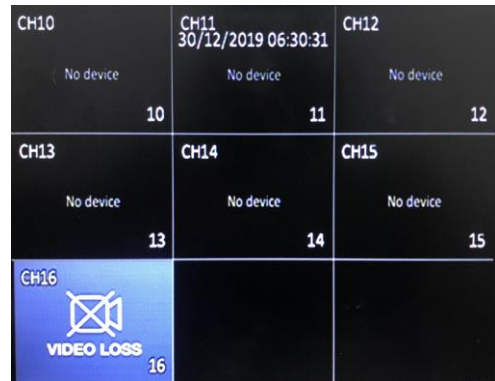 CH10
No device
10
CH11
30/12/2019 06:30:31
No device
11
CH12
No device
12
CH13
No device
13
CH14
No device
14
CH15
No device
15
CH16
VIDEO LOSS
16